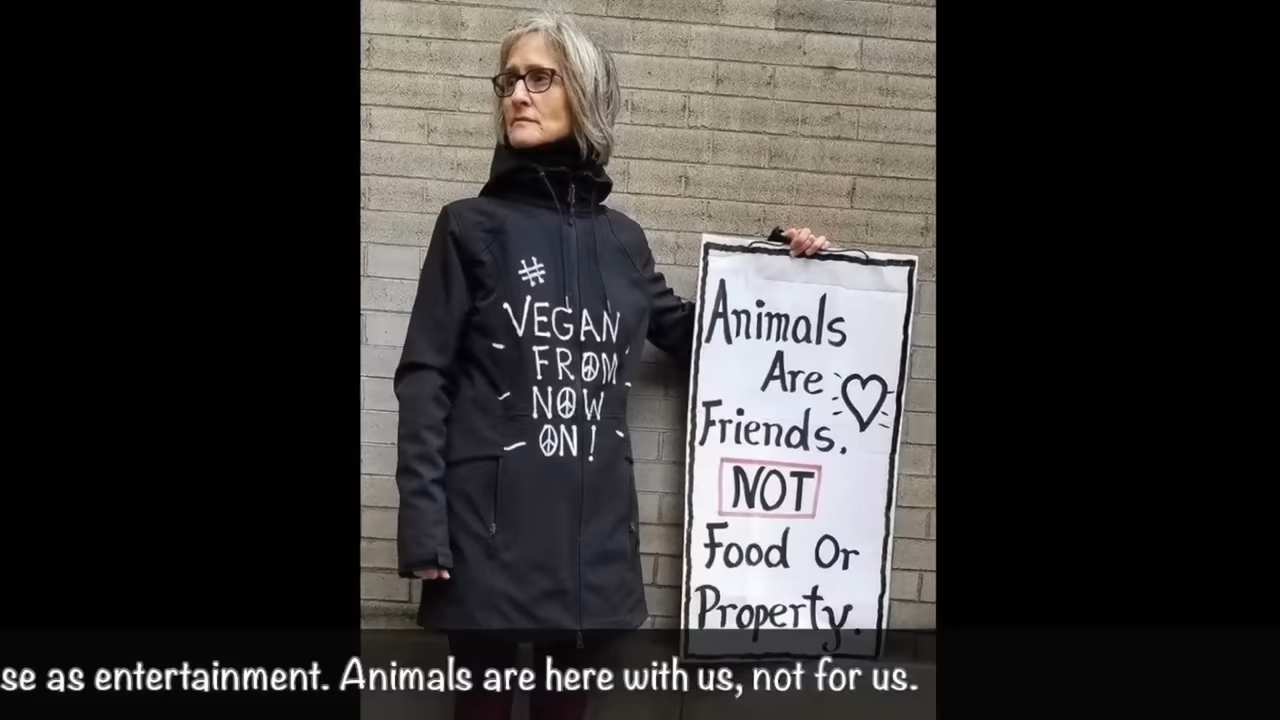 #
VEGAN
FROM
NOW
ON!
Animals
Are
Friends.
NOT
Food Or
Property.
as entertainment. Animals are here with us, not for us.